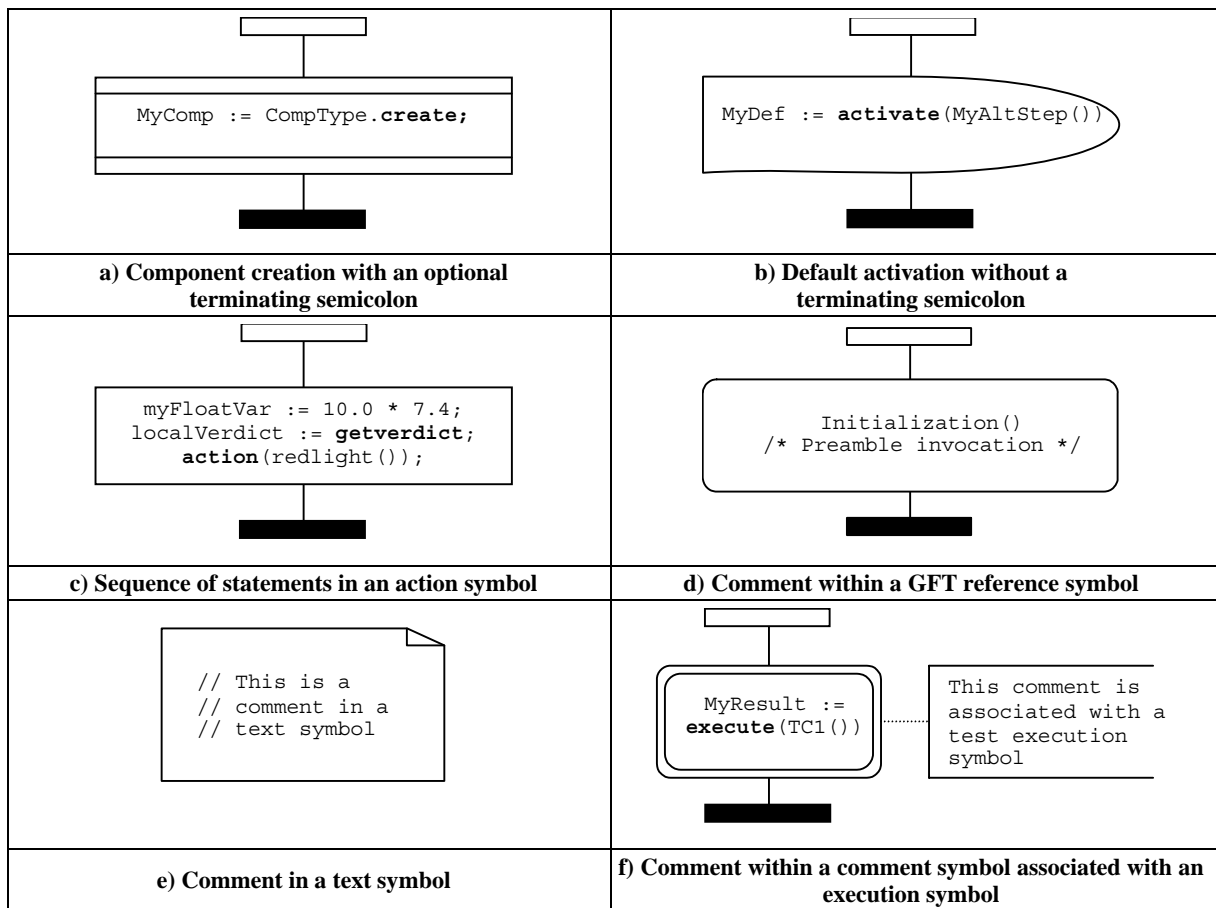 MyComp := CompType.create;
MyDef := activate(MyAltStep())
a) Component creation with an optional
terminating semicolon
b) Default activation without a
terminating semicolon
myFloatVar := 10.0 * 7.4;
localVerdict := getverdict;
action(redlight());
Initialization()
/* Preamble invocation */
c) Sequence of statements in an action symbol
d) Comment within a GFT reference symbol
// This is a
// comment in a
// text symbol
MyResult :=
execute(TC1())
This comment is
associated with a
test execution
symbol
e) Comment in a text symbol
f) Comment within a comment symbol associated with an
execution symbol